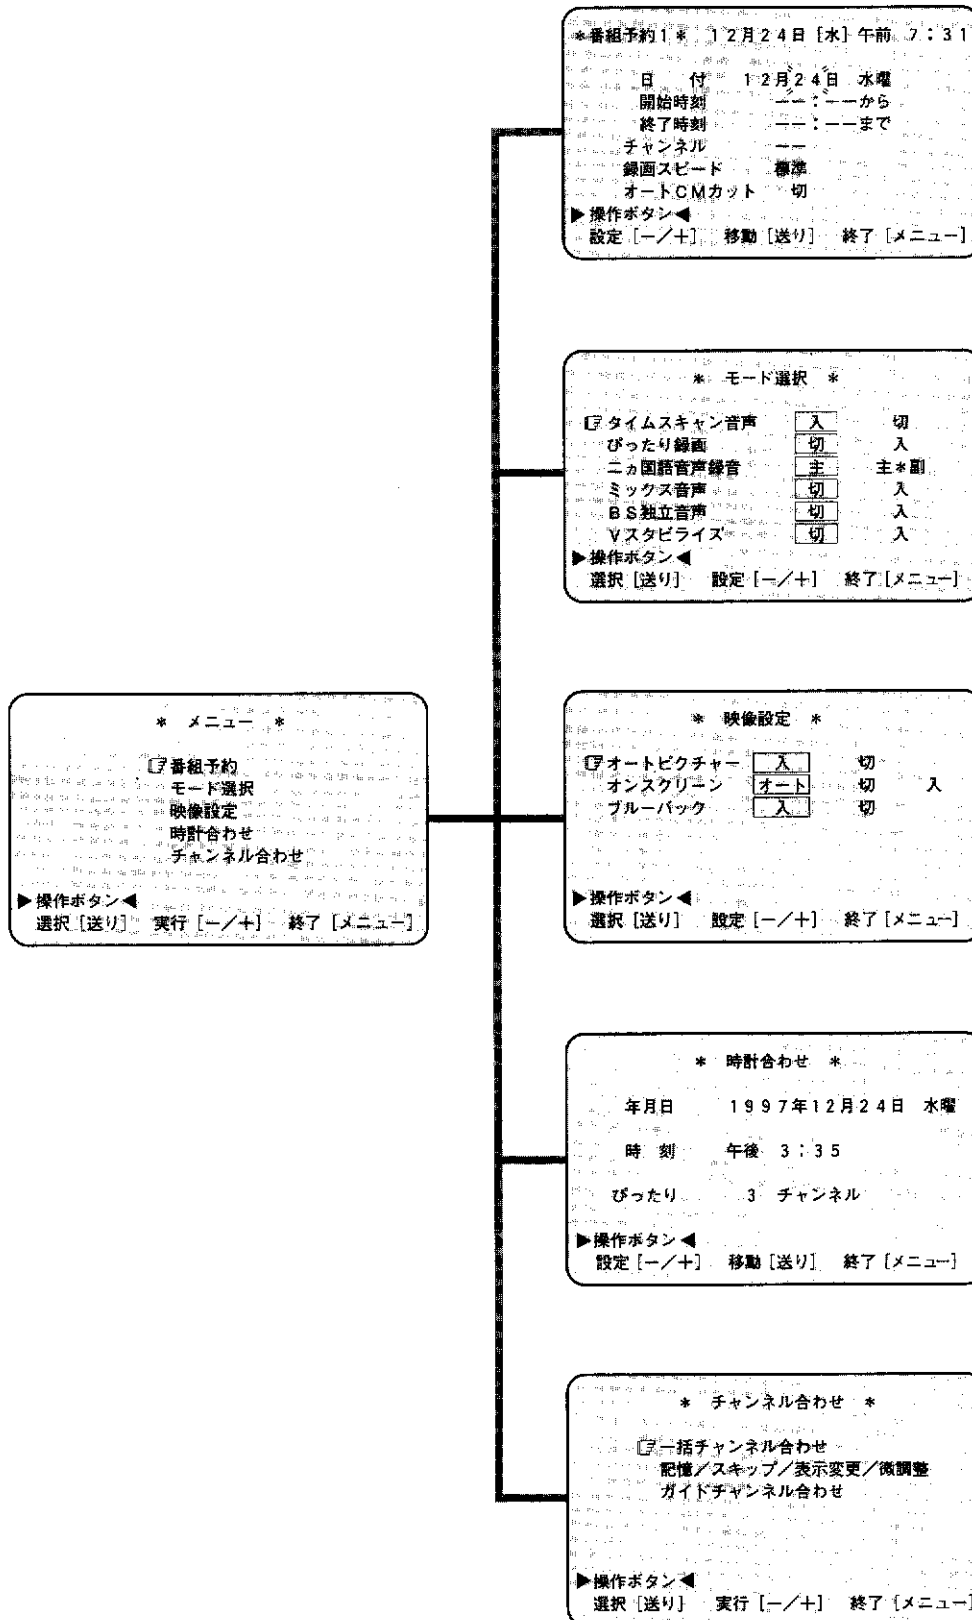 *番組予約1* 12月24日[水]午前 7:31
日 付 12月24日 水曜
開始時刻 --:--から
終了時刻 --:--まで
チャンネル --
録画スピード 標準
オートCMカット 切
▶操作ボタン◀
設定[-/+] 移動[送り] 終了[メニュー]
* モード選択 *
☞タイムスキャン音声 入 切
ぴったり録画 切 入
二ヵ国語音声録音 主 主*副
ミックス音声 切 入
BS独立音声 切 入
Vスタビライズ 切 入
▶操作ボタン◀
選択[送り] 設定[-/+] 終了[メニュー]
* メニュー *
☞番組予約
モード選択
映像設定
時計合わせ
チャンネル合わせ
▶操作ボタン◀
選択[送り] 実行[-/+] 終了[メニュー]
* 映像設定 *
☞オートピクチャー 入 切
オンスクリーン オート 切 入
ブルーバック 入 切
▶操作ボタン◀
選択[送り] 設定[-/+] 終了[メニュー]
* 時計合わせ *
年月日 1997年12月24日 水曜
時 刻 午後 3:35
ぴったり 3 チャンネル
▶操作ボタン◀
設定[-/+] 移動[送り] 終了[メニュー]
* チャンネル合わせ *
☞一括チャンネル合わせ
記憶/スキップ/表示変更/微調整
ガイドチャンネル合わせ
▶操作ボタン◀
選択[送り] 実行[-/+] 終了[メニュー]